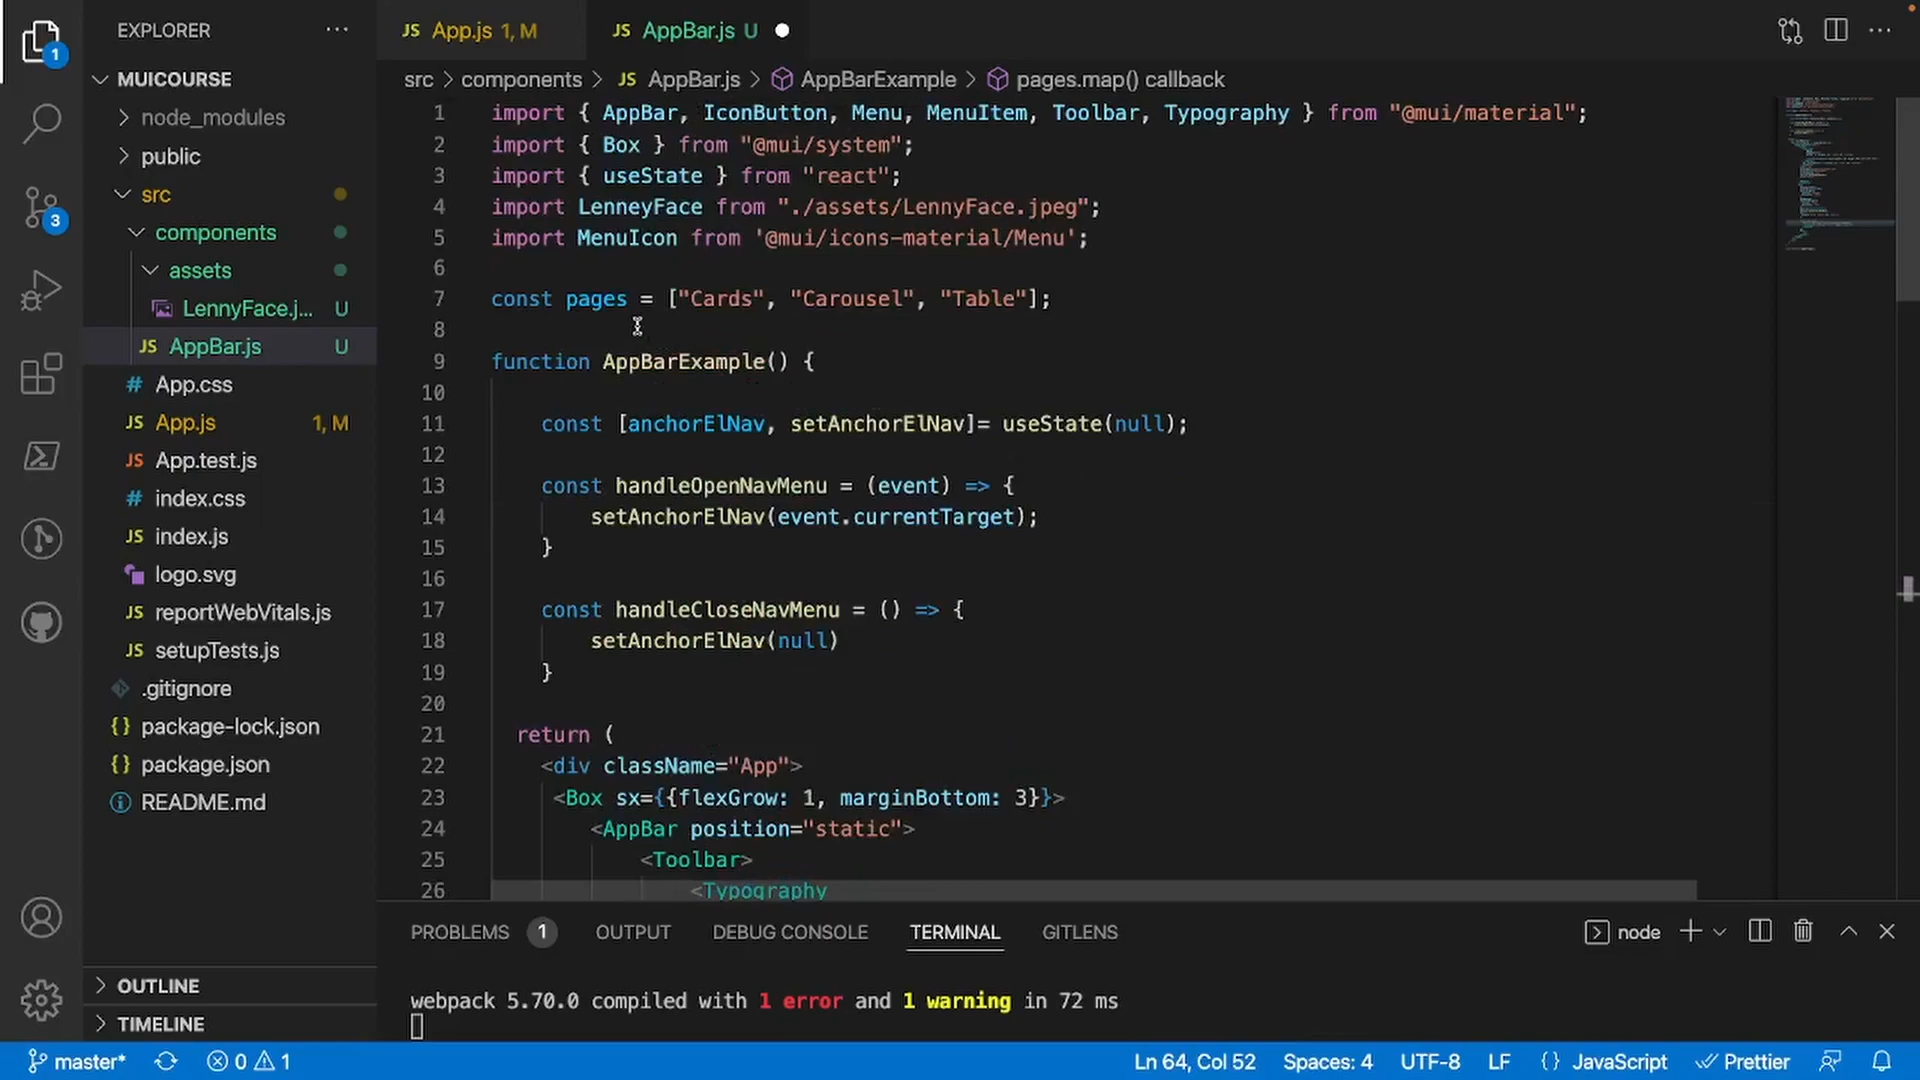 EXPLORER
MUICOURSE
node_modules
public
src
components
assets
LennyFace.j... U
JS AppBar.js U
# App.css
JS App.js 1, M
JS App.test.js
# index.css
JS index.js
logo.svg
JS reportWebVitals.js
JS setupTests.js
.gitignore
{} package-lock.json
{} package.json
README.md
OUTLINE
TIMELINE
1
3
JS App.js 1, M
JS AppBar.js U
src > components > JS AppBar.js > AppBarExample > pages.map() callback
1 import { AppBar, IconButton, Menu, MenuItem, Toolbar, Typography } from "@mui/material";
2 import { Box } from "@mui/system";
3 import { useState } from "react";
4 import LenneyFace from "./assets/LennyFace.jpeg";
5 import MenuIcon from '@mui/icons-material/Menu';
6
7 const pages = ["Cards", "Carousel", "Table"];
8
9 function AppBarExample() {
10
11 const [anchorElNav, setAnchorElNav]= useState(null);
12
13 const handleOpenNavMenu = (event) => {
14 setAnchorElNav(event.currentTarget);
15 }
16
17 const handleCloseNavMenu = () => {
18 setAnchorElNav(null)
19 }
20
21 return (
22 <div className="App">
23 <Box sx={{flexGrow: 1, marginBottom: 3}}>
24 <AppBar position="static">
25 <Toolbar>
26 <Typography
PROBLEMS 1 OUTPUT DEBUG CONSOLE TERMINAL GITLENS
node
webpack 5.70.0 compiled with 1 error and 1 warning in 72 ms
master* 0 1 Ln 64, Col 52 Spaces: 4 UTF-8 LF {} JavaScript Prettier